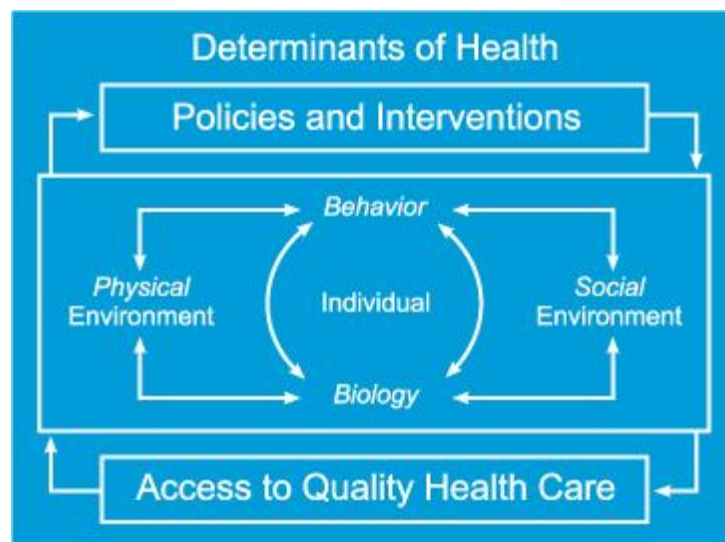 Determinants of Health
Policies and Interventions
Behavior
Physical
Environment
Individual
Social
Environment
Biology
Access to Quality Health Care